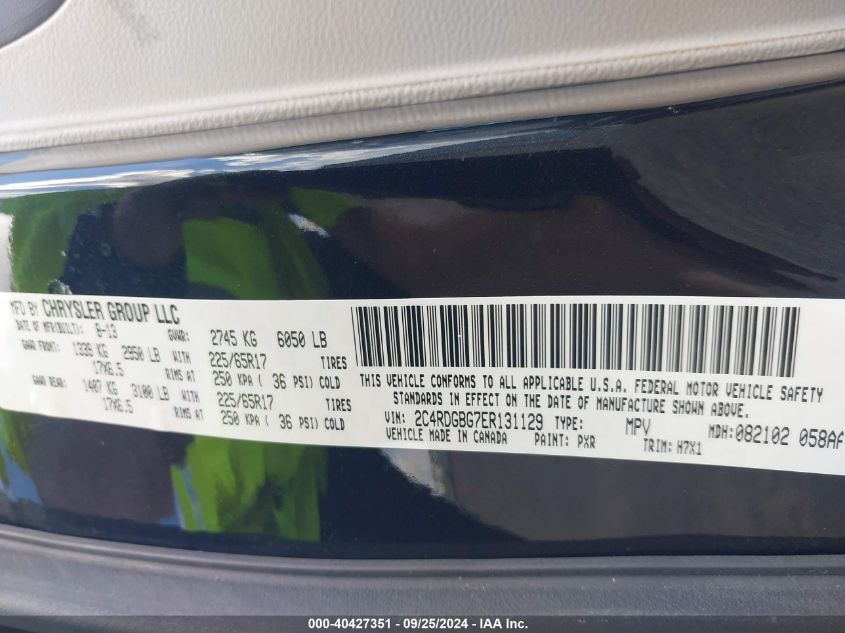 MFD BY CHRYSLER GROUP LLC
DATE OF MFR(BUILT): 8-13 GVWR: 2745 KG 6050 LB
GAWR FRONT: 1339 KG 2950 LB WITH 225/65R17 TIRES
17X6.5 RIMS AT 250 KPA ( 36 PSI) COLD
GAWR REAR: 1407 KG 3100 LB WITH 225/65R17 TIRES
17X6.5 RIMS AT 250 KPA ( 36 PSI) COLD
THIS VEHICLE CONFORMS TO ALL APPLICABLE U.S.A. FEDERAL MOTOR VEHICLE SAFETY
STANDARDS IN EFFECT ON THE DATE OF MANUFACTURE SHOWN ABOVE.
VIN: 2C4RDGBG7ER131129 TYPE: MPV MDH:082102 058AF
VEHICLE MADE IN CANADA PAINT: PXR TRIM: H7X1
000-40427351 | 09/25/2024 | IAA Inc.